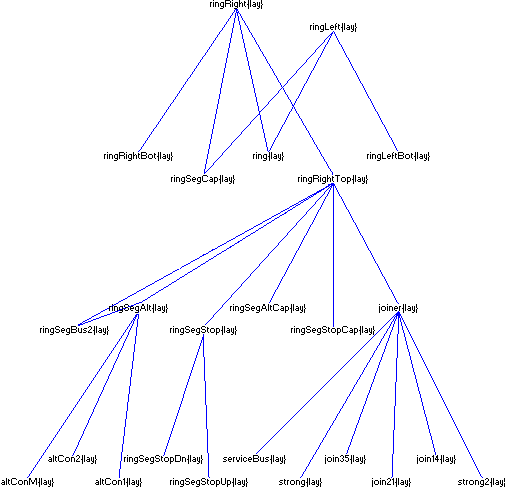 ringRight{lay}
ringLeft{lay}
ringRightBot{lay}
ring{lay}
ringLeftBot{lay}
ringSegCap{lay}
ringRightTop{lay}
ringSegAlt{lay}
ringSegAltCap{lay}
joiner{lay}
ringSegBus2{lay}
ringSegStop{lay}
ringSegStopCap{lay}
altCon2{lay}
ringSegStopDn{lay}
serviceBus{lay}
join35{lay}
join14{lay}
altConM{lay}
altCon1{lay}
ringSegStopUp{lay}
strong{lay}
join21{lay}
strong2{lay}